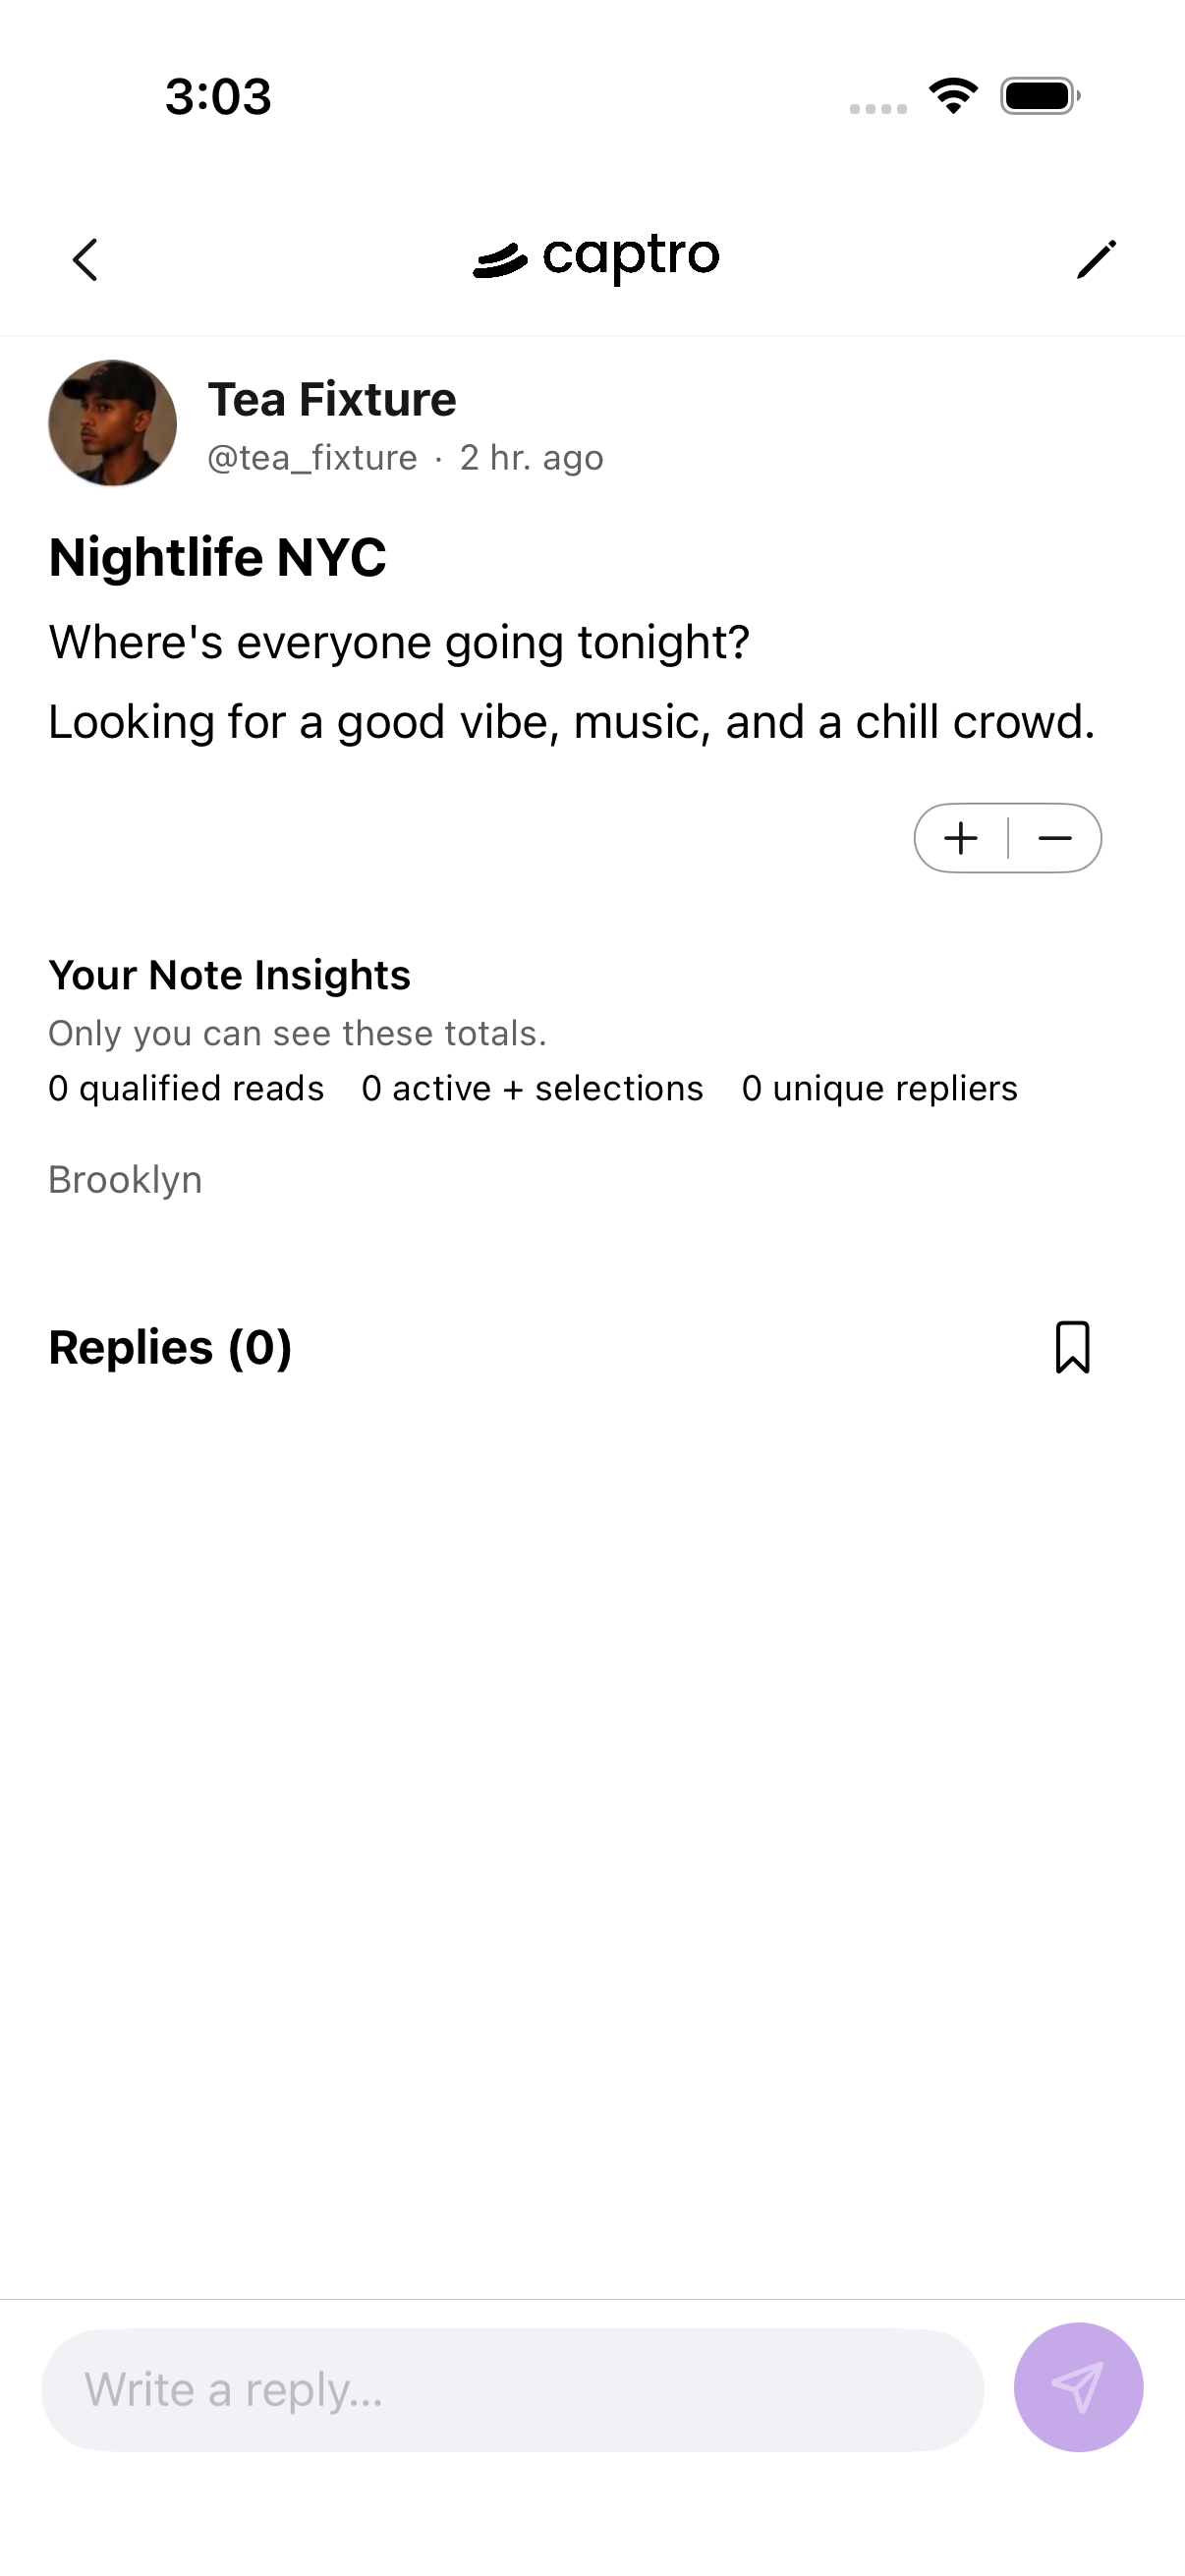 3:03
captro
Tea Fixture
@tea_fixture · 2 hr. ago
Nightlife NYC
Where's everyone going tonight?
Looking for a good vibe, music, and a chill crowd.
Your Note Insights
Only you can see these totals.
0 qualified reads 0 active + selections 0 unique repliers
Brooklyn
Replies (0)
Write a reply...